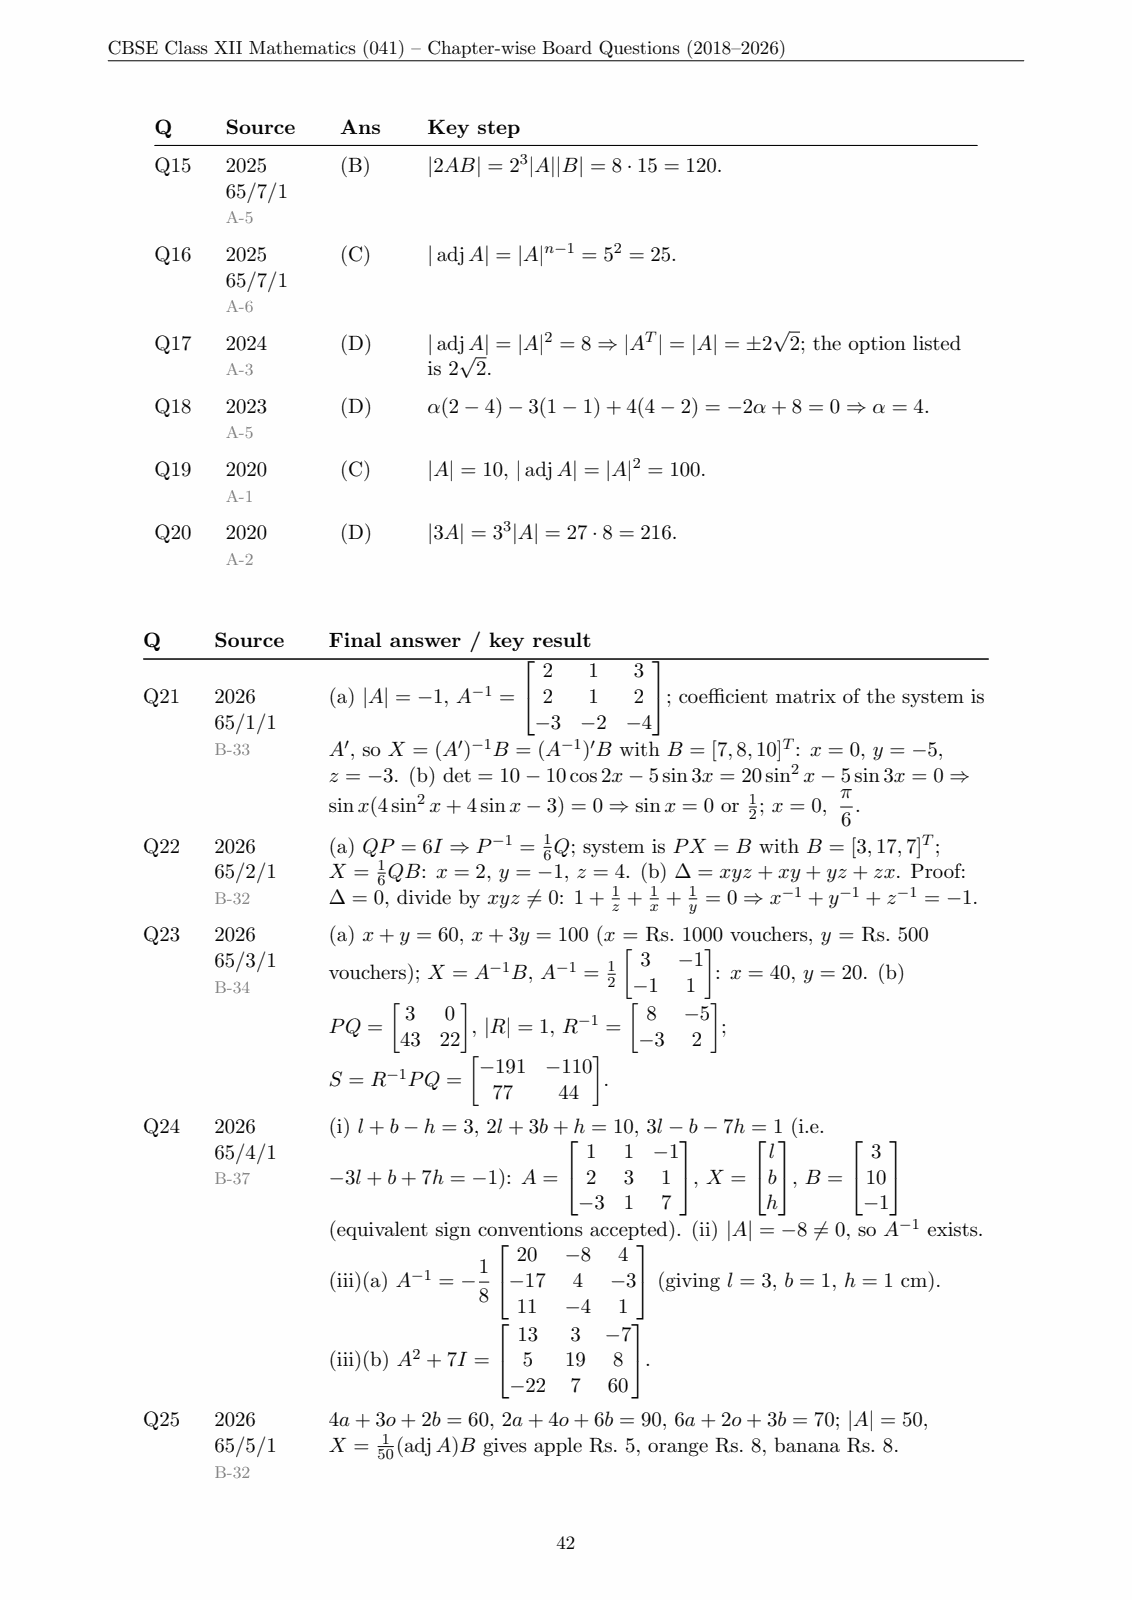 CBSE Class XII Mathematics (041) – Chapter-wise Board Questions (2018–2026)
Q Source Ans Key step
Q15 2025 (B) |2AB| = 2³|A||B| = 8 · 15 = 120.
65/7/1
A-5
Q16 2025 (C) | adj A| = |A|ⁿ⁻¹ = 5² = 25.
65/7/1
A-6
Q17 2024 (D) | adj A| = |A|² = 8 ⇒ |Aᵀ| = |A| = ±2√2; the option listed
A-3 is 2√2.
Q18 2023 (D) α(2 − 4) − 3(1 − 1) + 4(4 − 2) = −2α + 8 = 0 ⇒ α = 4.
A-5
Q19 2020 (C) |A| = 10, | adj A| = |A|² = 100.
A-1
Q20 2020 (D) |3A| = 3³|A| = 27 · 8 = 216.
A-2
Q Source Final answer / key result
Q21 2026 (a) |A| = −1, A⁻¹ = [2 1 3; 2 1 2; −3 −2 −4]; coefficient matrix of the system is
65/1/1
B-33 A′, so X = (A′)⁻¹B = (A⁻¹)′B with B = [7, 8, 10]ᵀ: x = 0, y = −5,
z = −3. (b) det = 10 − 10 cos 2x − 5 sin 3x = 20 sin² x − 5 sin 3x = 0 ⇒
sin x(4 sin² x + 4 sin x − 3) = 0 ⇒ sin x = 0 or 1/2; x = 0, π/6.
Q22 2026 (a) QP = 6I ⇒ P⁻¹ = 1/6 Q; system is PX = B with B = [3, 17, 7]ᵀ;
65/2/1 X = 1/6 QB: x = 2, y = −1, z = 4. (b) Δ = xyz + xy + yz + zx. Proof:
B-32 Δ = 0, divide by xyz ≠ 0: 1 + 1/z + 1/x + 1/y = 0 ⇒ x⁻¹ + y⁻¹ + z⁻¹ = −1.
Q23 2026 (a) x + y = 60, x + 3y = 100 (x = Rs. 1000 vouchers, y = Rs. 500
65/3/1 vouchers); X = A⁻¹B, A⁻¹ = 1/2 [3 −1; −1 1]: x = 40, y = 20. (b)
B-34
PQ = [3 0; 43 22], |R| = 1, R⁻¹ = [8 −5; −3 2];
S = R⁻¹PQ = [−191 −110; 77 44].
Q24 2026 (i) l + b − h = 3, 2l + 3b + h = 10, 3l − b − 7h = 1 (i.e.
65/4/1
B-37 −3l + b + 7h = −1): A = [1 1 −1; 2 3 1; −3 1 7], X = [l; b; h], B = [3; 10; −1]
(equivalent sign conventions accepted). (ii) |A| = −8 ≠ 0, so A⁻¹ exists.
(iii)(a) A⁻¹ = −1/8 [20 −8 4; −17 4 −3; 11 −4 1] (giving l = 3, b = 1, h = 1 cm).
(iii)(b) A² + 7I = [13 3 −7; 5 19 8; −22 7 60].
Q25 2026 4a + 3o + 2b = 60, 2a + 4o + 6b = 90, 6a + 2o + 3b = 70; |A| = 50,
65/5/1 X = 1/50 (adj A)B gives apple Rs. 5, orange Rs. 8, banana Rs. 8.
B-32
42